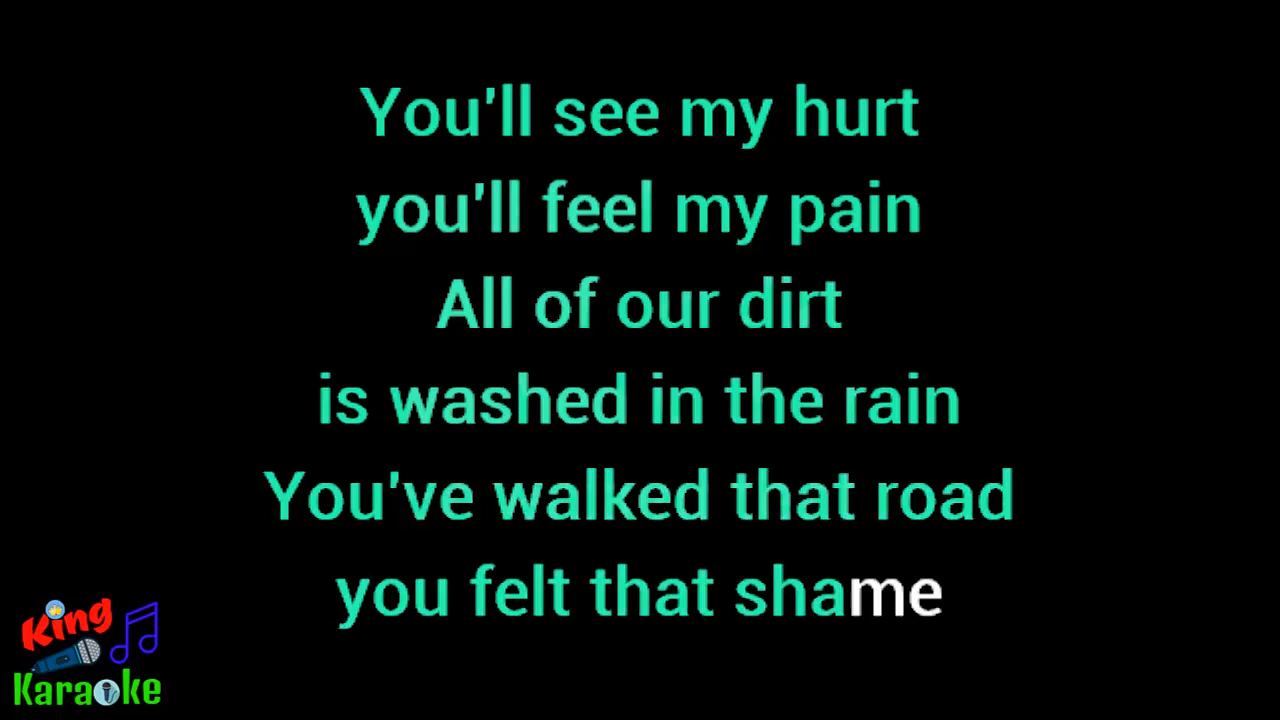 You'll see my hurt
you'll feel my pain
All of our dirt
is washed in the rain
You've walked that road
you felt that shame
King
Karaoke